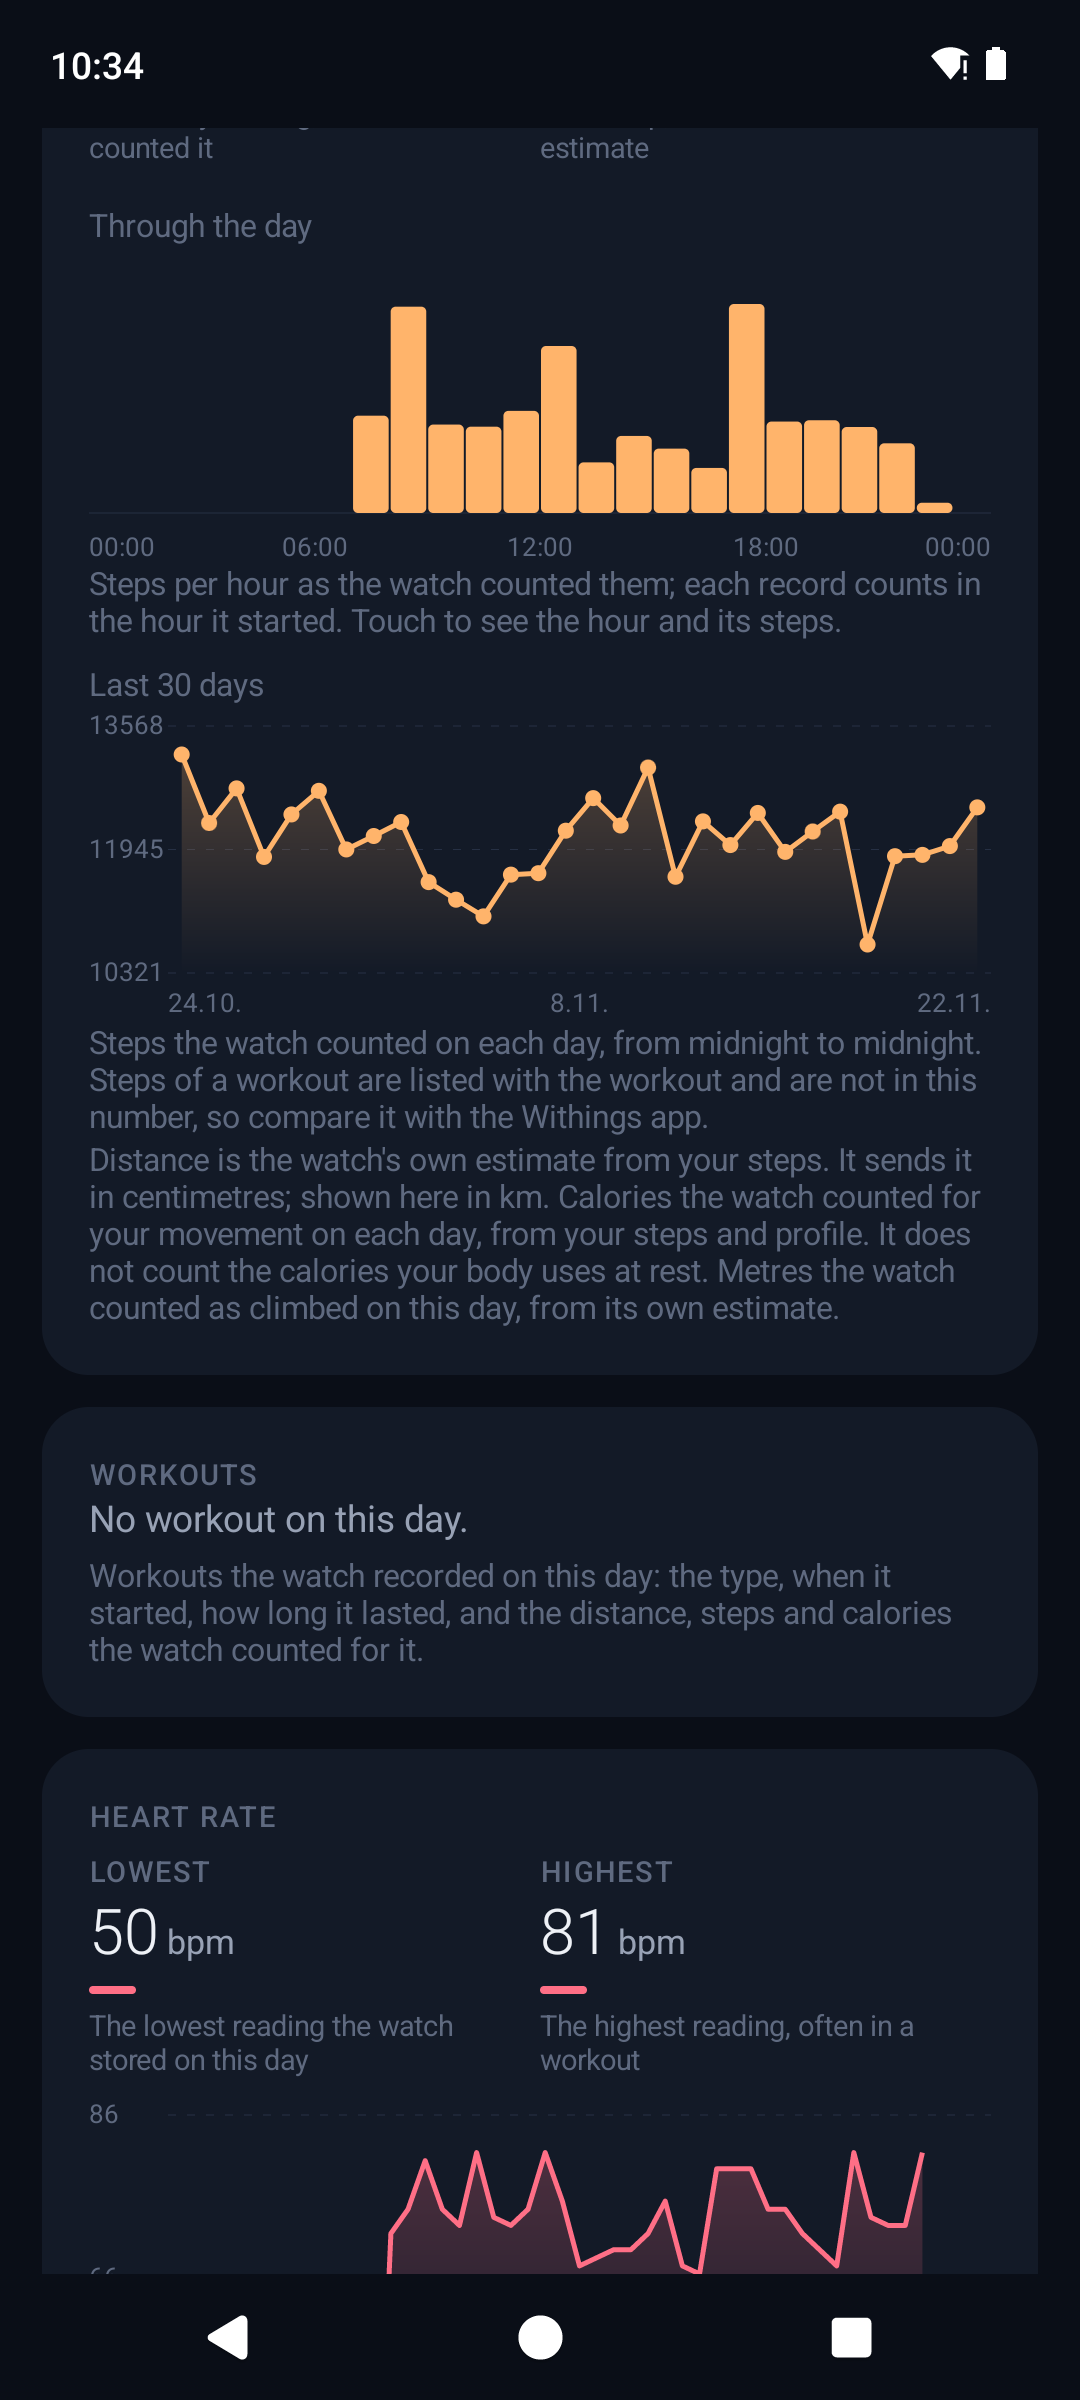 10:34
counted it
estimate
Through the day
00:00 06:00 12:00 18:00 00:00
Steps per hour as the watch counted them; each record counts in
the hour it started. Touch to see the hour and its steps.
Last 30 days
13568
11945
10321
24.10. 8.11. 22.11.
Steps the watch counted on each day, from midnight to midnight.
Steps of a workout are listed with the workout and are not in this
number, so compare it with the Withings app.
Distance is the watch's own estimate from your steps. It sends it
in centimetres; shown here in km. Calories the watch counted for
your movement on each day, from your steps and profile. It does
not count the calories your body uses at rest. Metres the watch
counted as climbed on this day, from its own estimate.
WORKOUTS
No workout on this day.
Workouts the watch recorded on this day: the type, when it
started, how long it lasted, and the distance, steps and calories
the watch counted for it.
HEART RATE
LOWEST
50 bpm
The lowest reading the watch
stored on this day
HIGHEST
81 bpm
The highest reading, often in a
workout
86